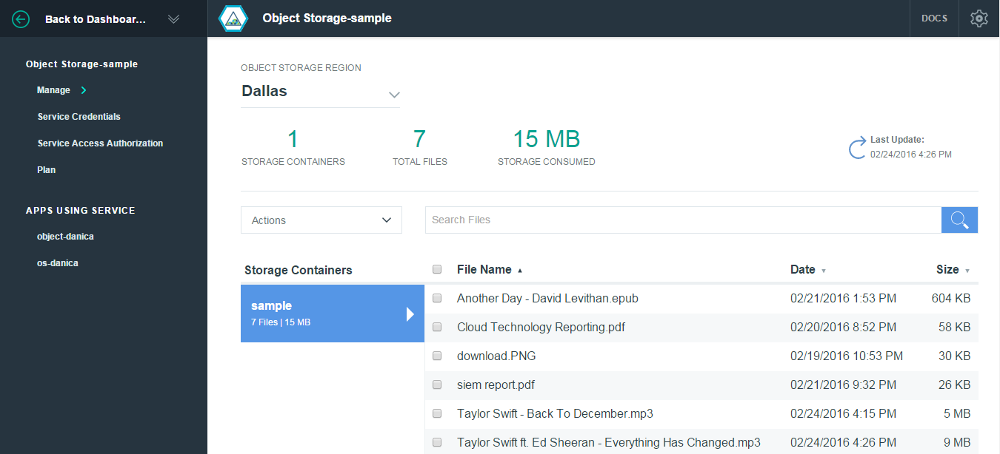 Back to Dashboar...
Object Storage-sample
DOCS
Object Storage-sample
Manage
Service Credentials
Service Access Authorization
Plan
APPS USING SERVICE
object-danica
os-danica
OBJECT STORAGE REGION
Dallas
1 7 15 MB
STORAGE CONTAINERS TOTAL FILES STORAGE CONSUMED
Last Update:
02/24/2016 4:26 PM
Actions
Search Files
Storage Containers
sample
7 Files | 15 MB
File Name Date Size
Another Day - David Levithan.epub 02/21/2016 1:53 PM 604 KB
Cloud Technology Reporting.pdf 02/20/2016 8:52 PM 58 KB
download.PNG 02/19/2016 10:53 PM 30 KB
siem report.pdf 02/21/2016 9:32 PM 26 KB
Taylor Swift - Back To December.mp3 02/24/2016 4:15 PM 5 MB
Taylor Swift ft. Ed Sheeran - Everything Has Changed.mp3 02/24/2016 4:26 PM 9 MB